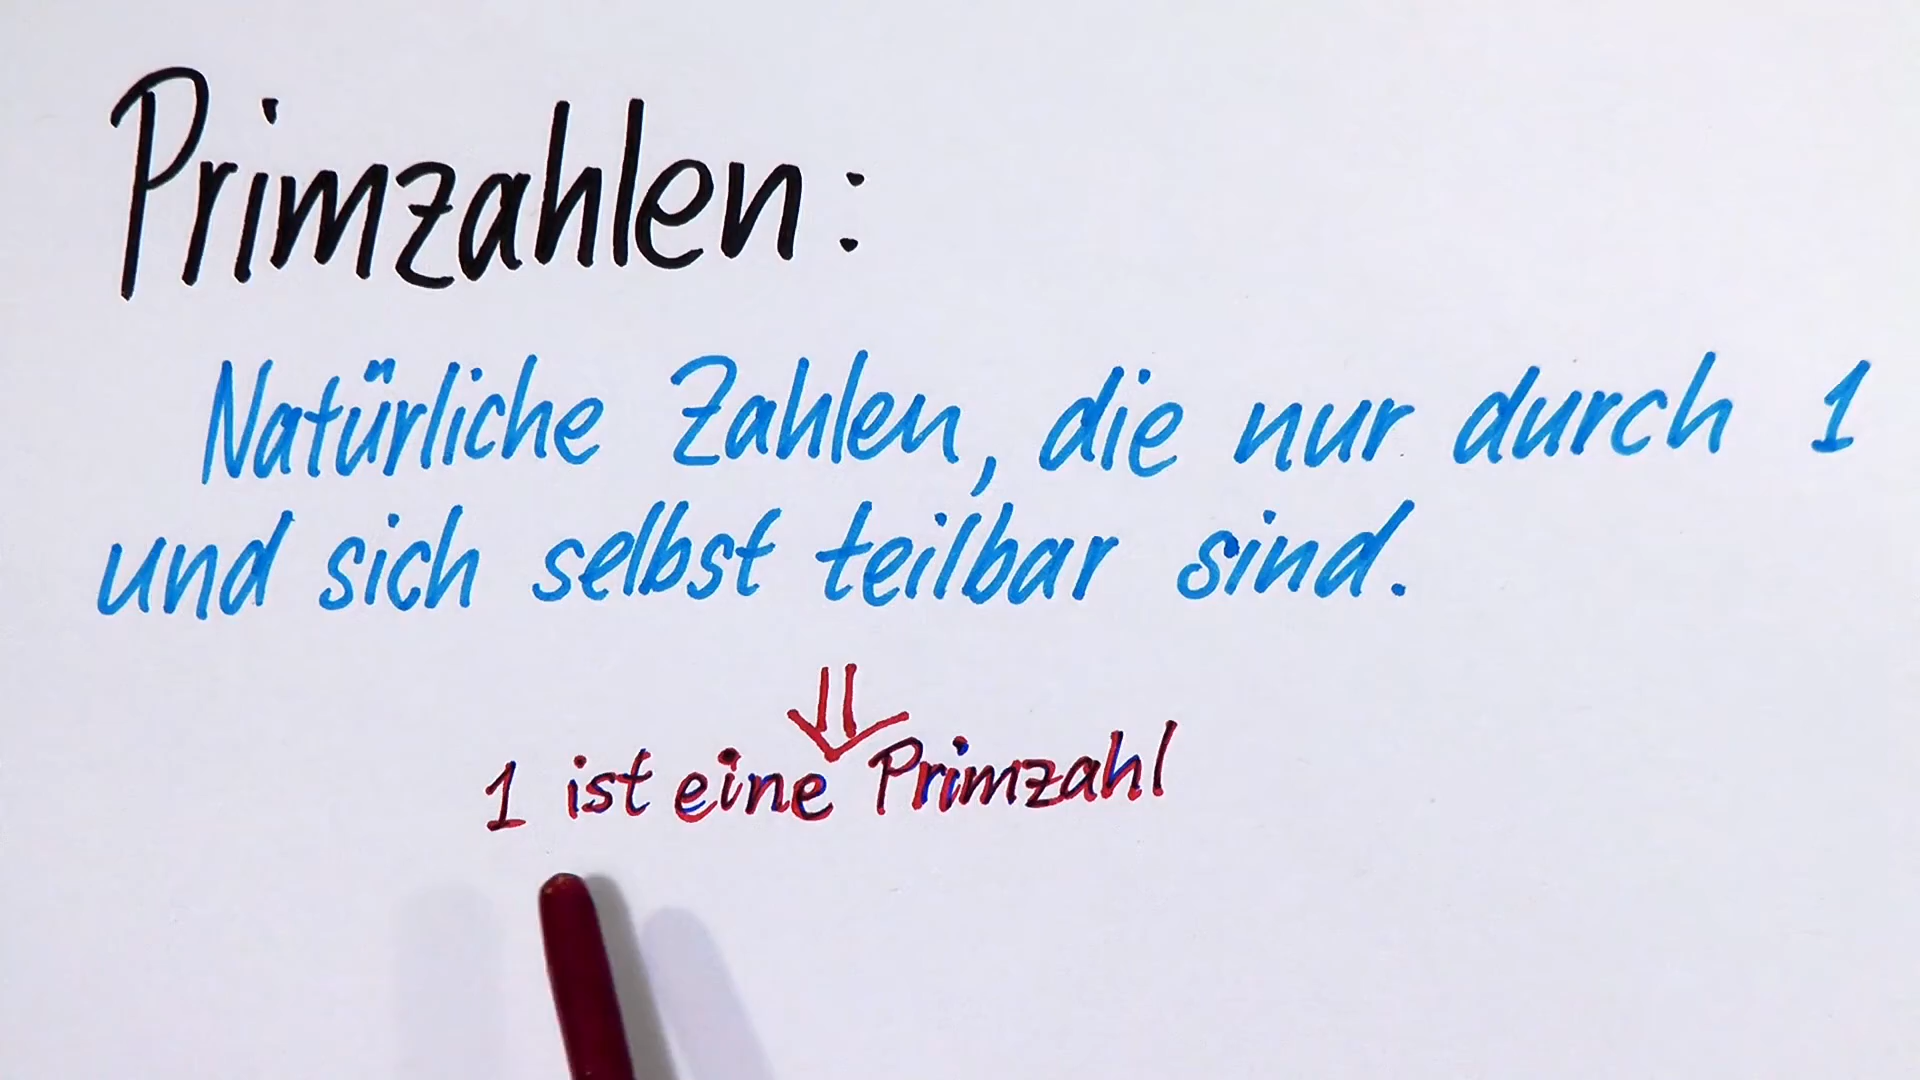 Primzahlen:
Natürliche Zahlen, die nur durch 1
und sich selbst teilbar sind.
1 ist eine Primzahl